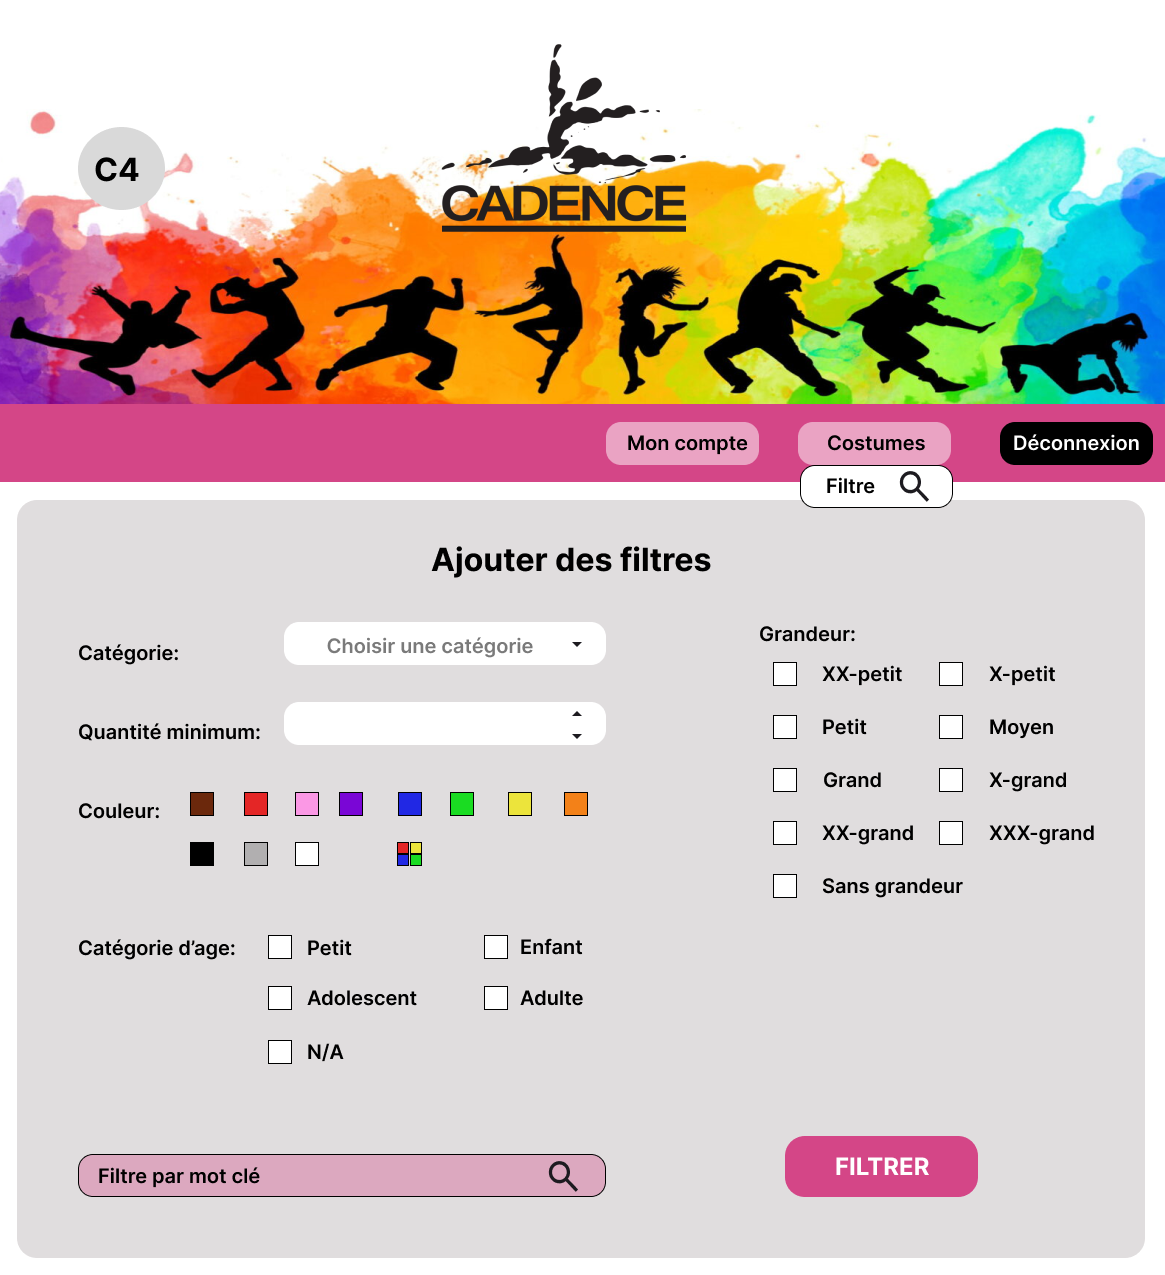 C4
CADENCE
Mon compte
Costumes
Déconnexion
Filtre
Ajouter des filtres
Catégorie:
Choisir une catégorie
Quantité minimum:
Couleur:
Grandeur:
XX-petit
X-petit
Petit
Moyen
Grand
X-grand
XX-grand
XXX-grand
Sans grandeur
Catégorie d’age:
Petit
Enfant
Adolescent
Adulte
N/A
Filtre par mot clé
FILTRER